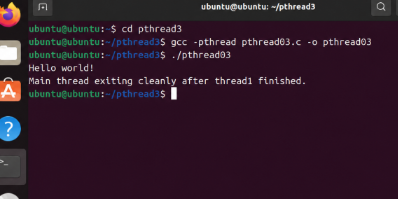 ubuntu@ubuntu: ~/pthread3
ubuntu@ubuntu:~$ cd pthread3
ubuntu@ubuntu:~/pthread3$ gcc -pthread pthread03.c -o pthread03
ubuntu@ubuntu:~/pthread3$ ./pthread03
Hello world!
Main thread exiting cleanly after thread1 finished.
ubuntu@ubuntu:~/pthread3$